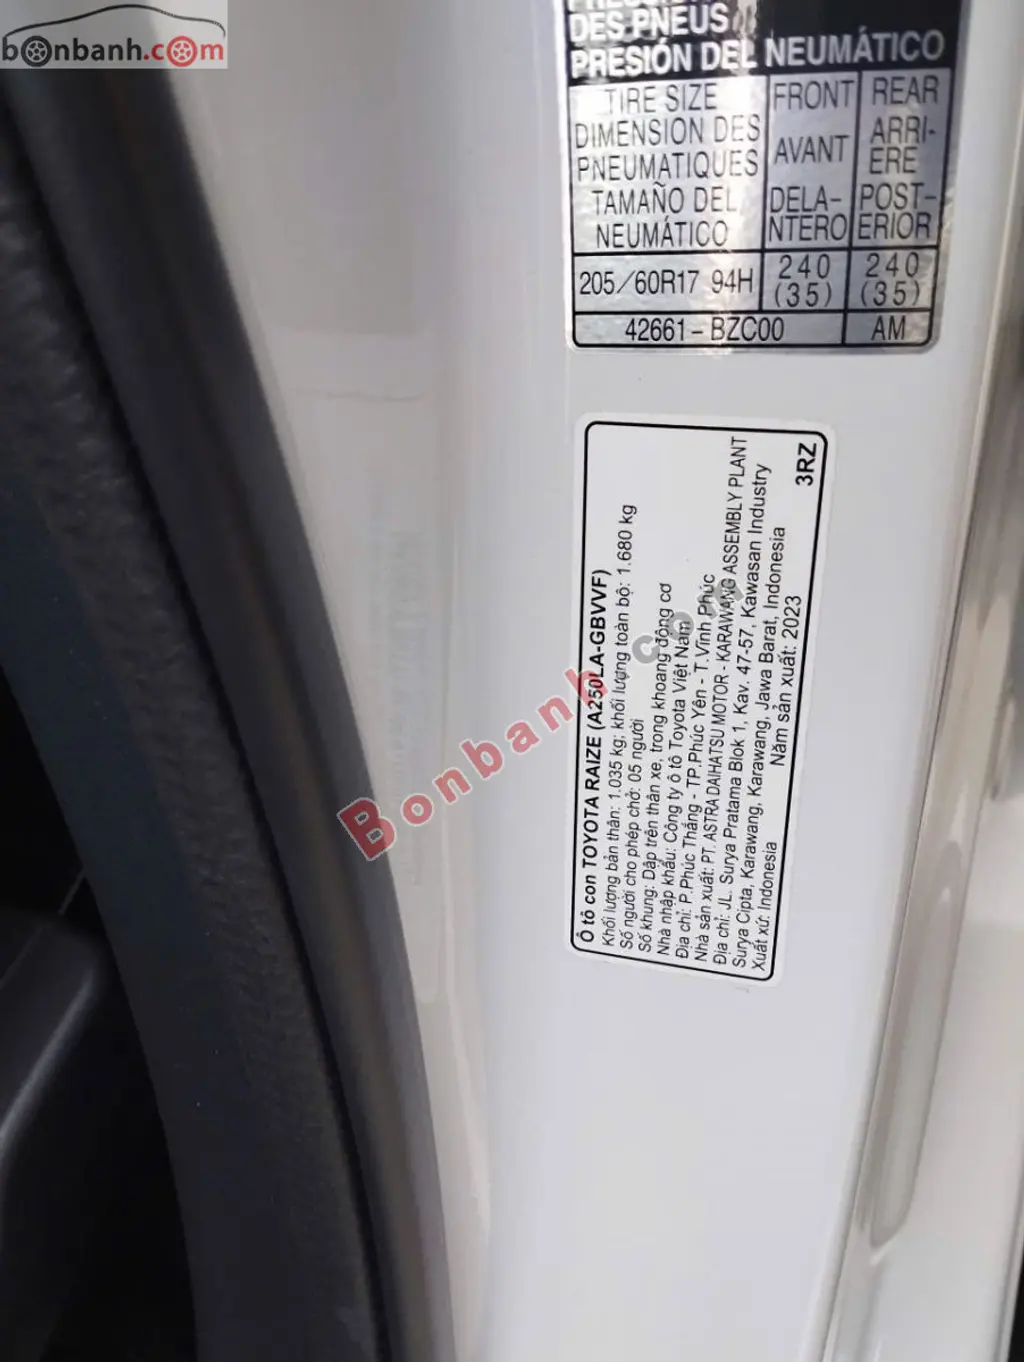 bonbanh.com
DES PNEUS
PRESIÓN DEL NEUMÁTICO
TIRE SIZE FRONT REAR
DIMENSION DES PNEUMATIQUES AVANT ARRI-ERE
TAMAÑO DEL NEUMÁTICO DELA-NTERO POST-ERIOR
205/60R17 94H 240 (35) 240 (35)
42661-BZC00 AM
Ô tô con TOYOTA RAIZE (A250LA-GBVVF)
Khối lượng bản thân: 1.035 kg; khối lượng toàn bộ: 1.680 kg
Số người cho phép chở: 05 người
Số khung: Dập trên thân xe, trong khoang động cơ
Nhà nhập khẩu: Công ty ô tô Toyota Việt Nam
Địa chỉ: P.Phúc Thắng - TP.Phúc Yên - T.Vĩnh Phúc
Nhà sản xuất: PT. ASTRA DAIHATSU MOTOR - KARAWANG ASSEMBLY PLANT
Địa chỉ: JL. Surya Pratama Blok 1, Kav. 47-57, Kawasan Industry
Surya Cipta, Karawang, Karawang, Jawa Barat, Indonesia
Xuất xứ: Indonesia Năm sản xuất: 2023
3RZ
Bonbanh.com